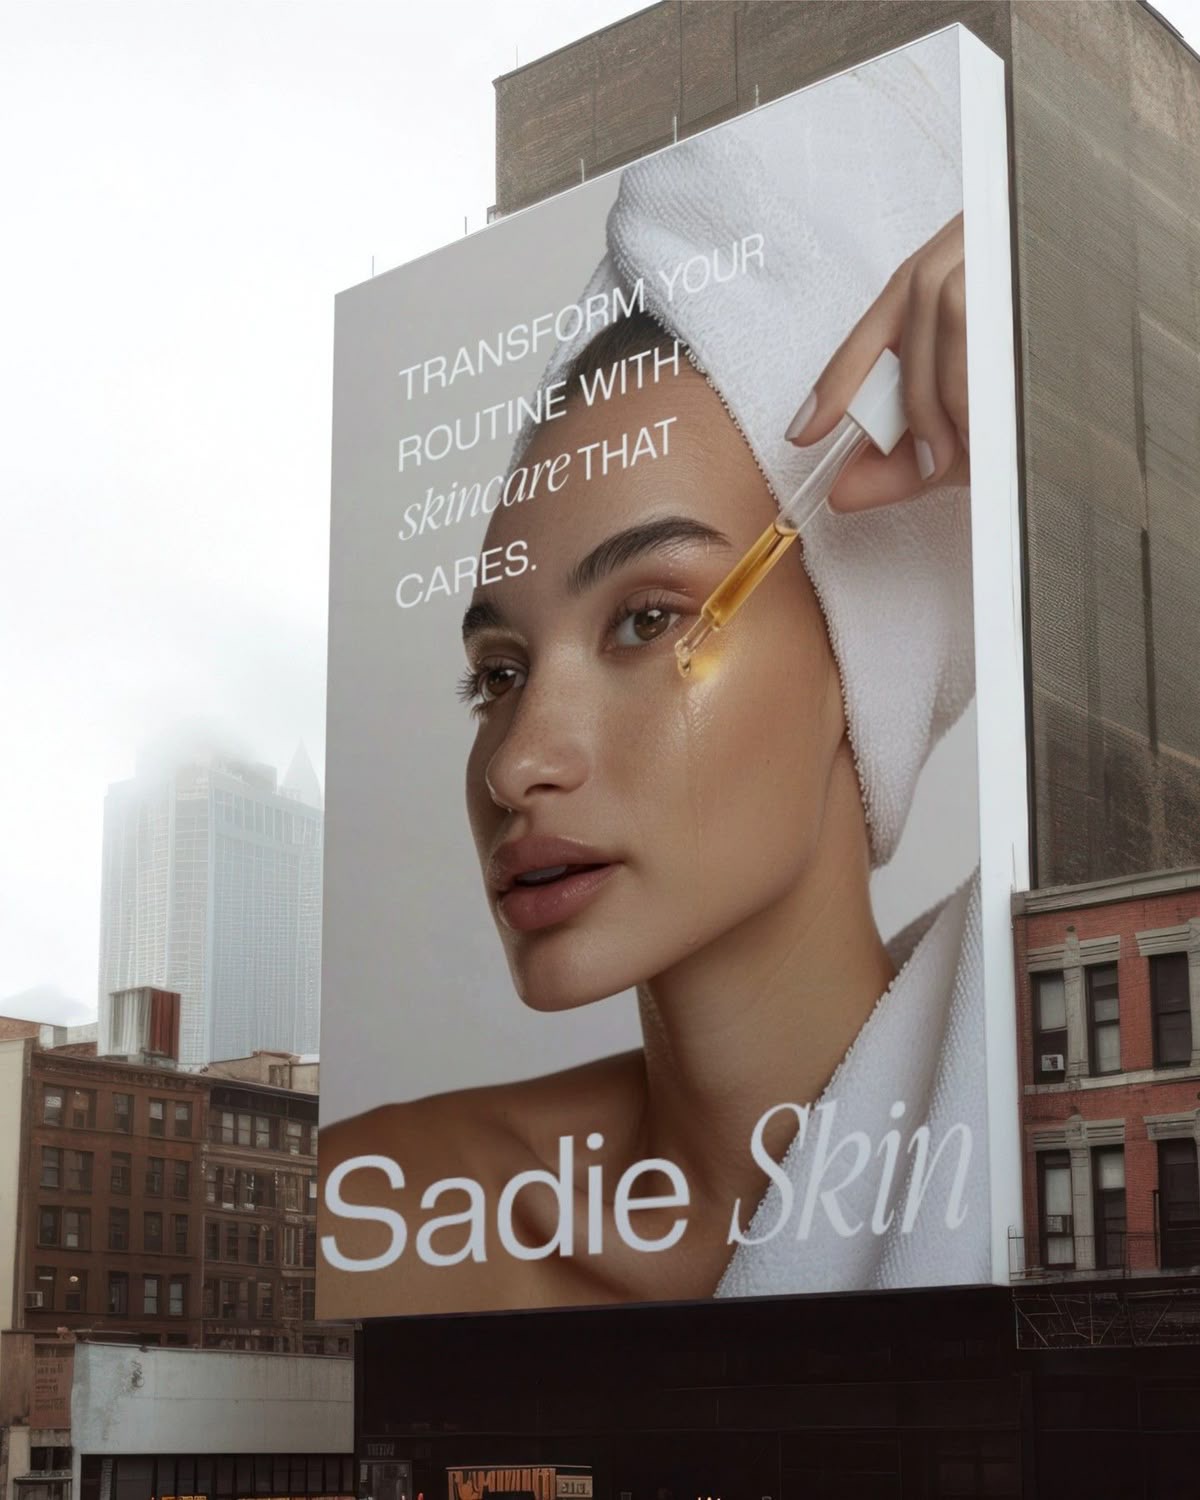 TRANSFORM YOUR
ROUTINE WITH
skincare THAT
CARES.
Sadie Skin